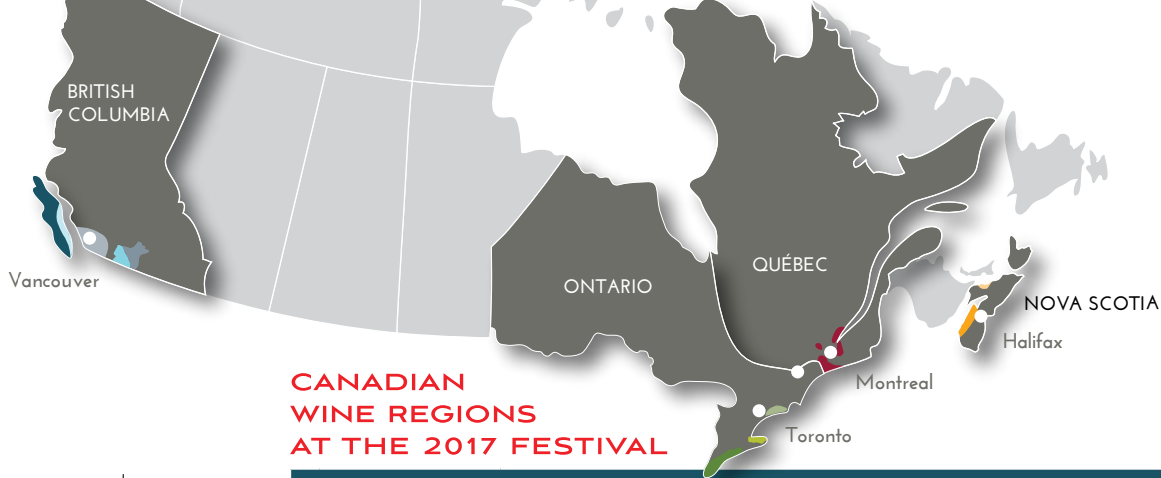 BRITISH
COLUMBIA
Vancouver
ONTARIO
QUÉBEC
NOVA SCOTIA
Halifax
Montreal
Toronto
CANADIAN
WINE REGIONS
AT THE 2017 FESTIVAL